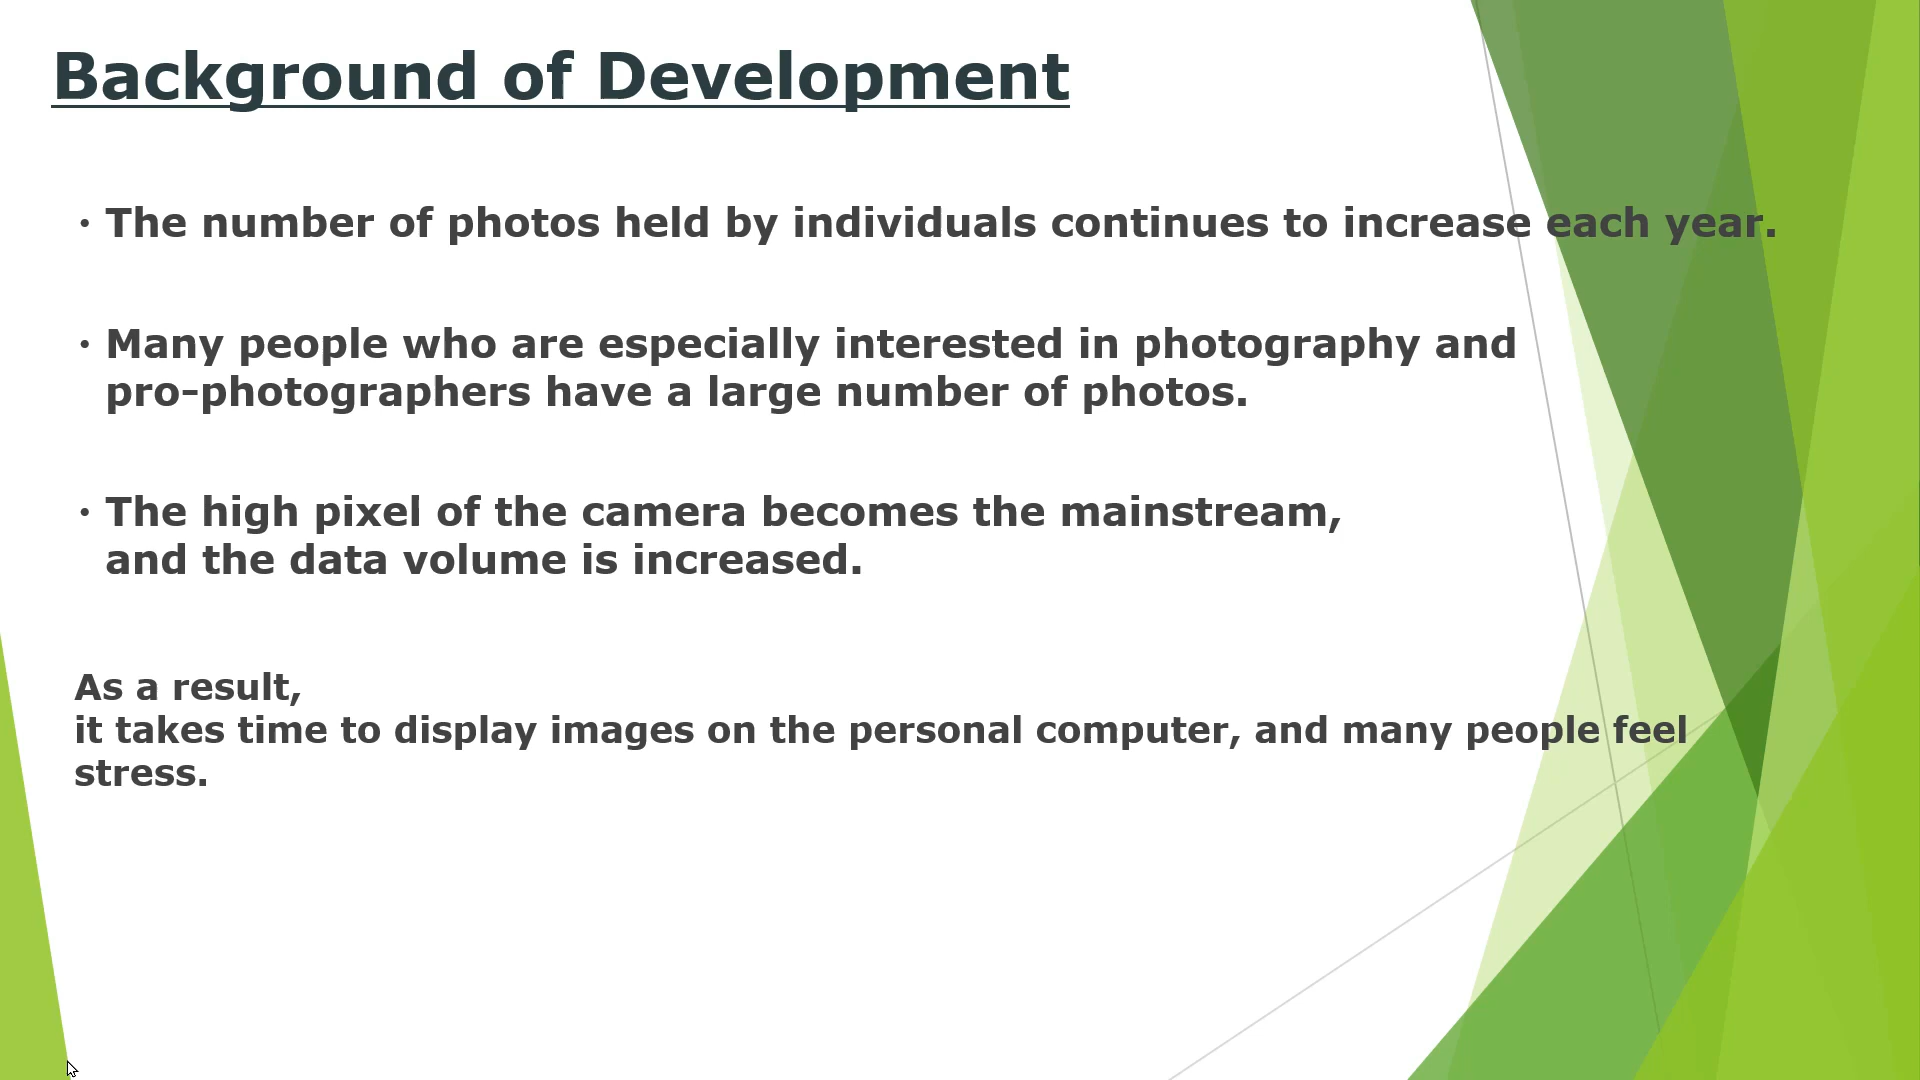 Background of Development
・The number of photos held by individuals continues to increase each year.
・Many people who are especially interested in photography and
pro-photographers have a large number of photos.
・The high pixel of the camera becomes the mainstream,
and the data volume is increased.
As a result,
it takes time to display images on the personal computer, and many people feel
stress.